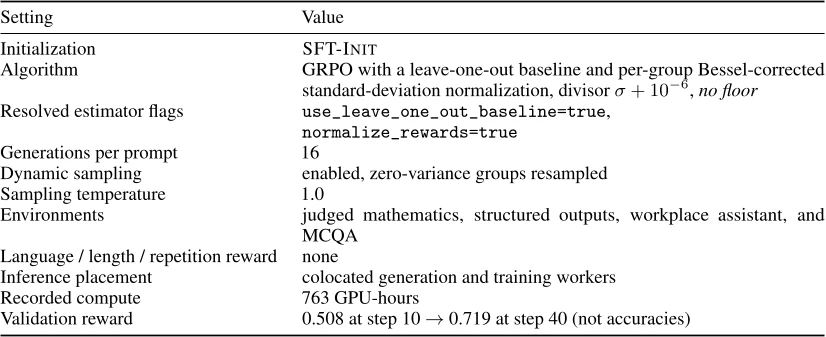 Setting Value
Initialization SFT-INIT
Algorithm GRPO with a leave-one-out baseline and per-group Bessel-corrected
standard-deviation normalization, divisor σ + 10⁻⁶, no floor
Resolved estimator flags use_leave_one_out_baseline=true,
normalize_rewards=true
Generations per prompt 16
Dynamic sampling enabled, zero-variance groups resampled
Sampling temperature 1.0
Environments judged mathematics, structured outputs, workplace assistant, and
MCQA
Language / length / repetition reward none
Inference placement colocated generation and training workers
Recorded compute 763 GPU-hours
Validation reward 0.508 at step 10 → 0.719 at step 40 (not accuracies)